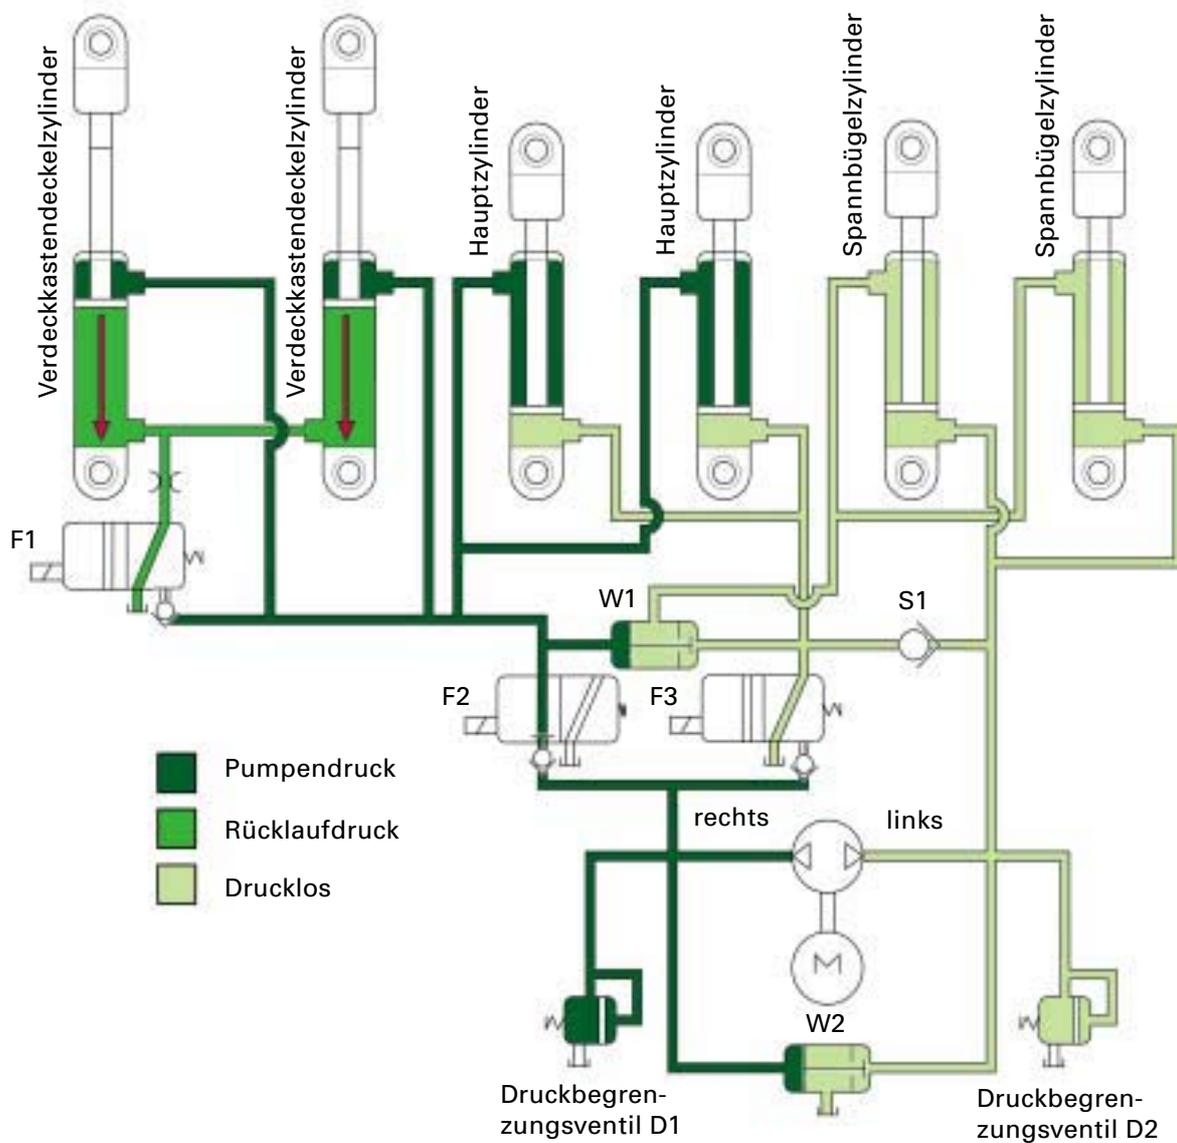 Verdeckkastendeckelzylinder
Verdeckkastendeckelzylinder
Hauptzylinder
Hauptzylinder
Spannbügelzylinder
Spannbügelzylinder
F1
W1
S1
F2
F3
Pumpendruck
Rücklaufdruck
Drucklos
rechts
links
M
W2
Druckbegren-
zungsventil D1
Druckbegren-
zungsventil D2